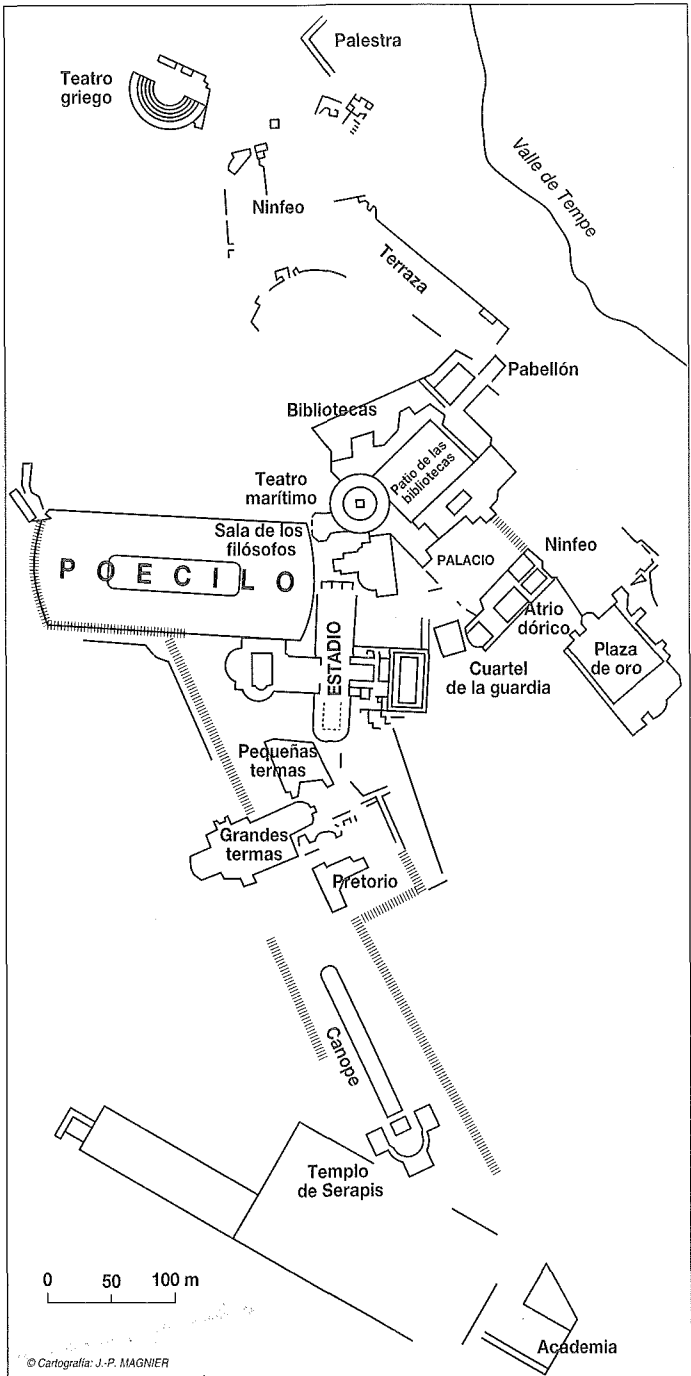 Palestra
Teatro
griego
Valle de Tempe
Ninfeo
Terraza
Pabellón
Bibliotecas
Patio de las
bibliotecas
Teatro
marítimo
Sala de los
filósofos
POECILO
PALACIO
Ninfeo
Atrio
dórico
Plaza
de oro
ESTADIO
Cuartel
de la guardia
Pequeñas
termas
Grandes
termas
Pretorio
Canope
Templo
de Serapis
0 50 100 m
Academia
© Cartografía: J.-P. MAGNIER